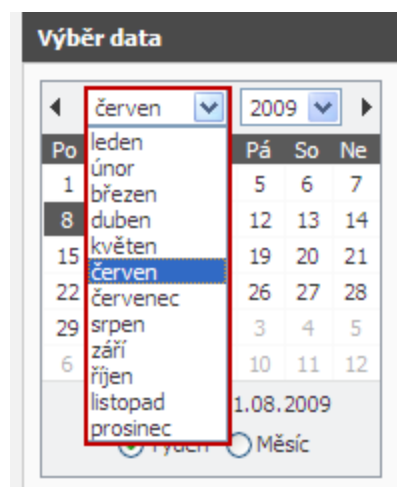 Výběr data
červen 2009
Po Pá So Ne
leden
únor
březen
duben
květen
červen
červenec
srpen
září
říjen
listopad
prosinec
1 5 6 7
8 12 13 14
15 19 20 21
22 26 27 28
29 3 4 5
6 10 11 12
1.08.2009
Měsíc